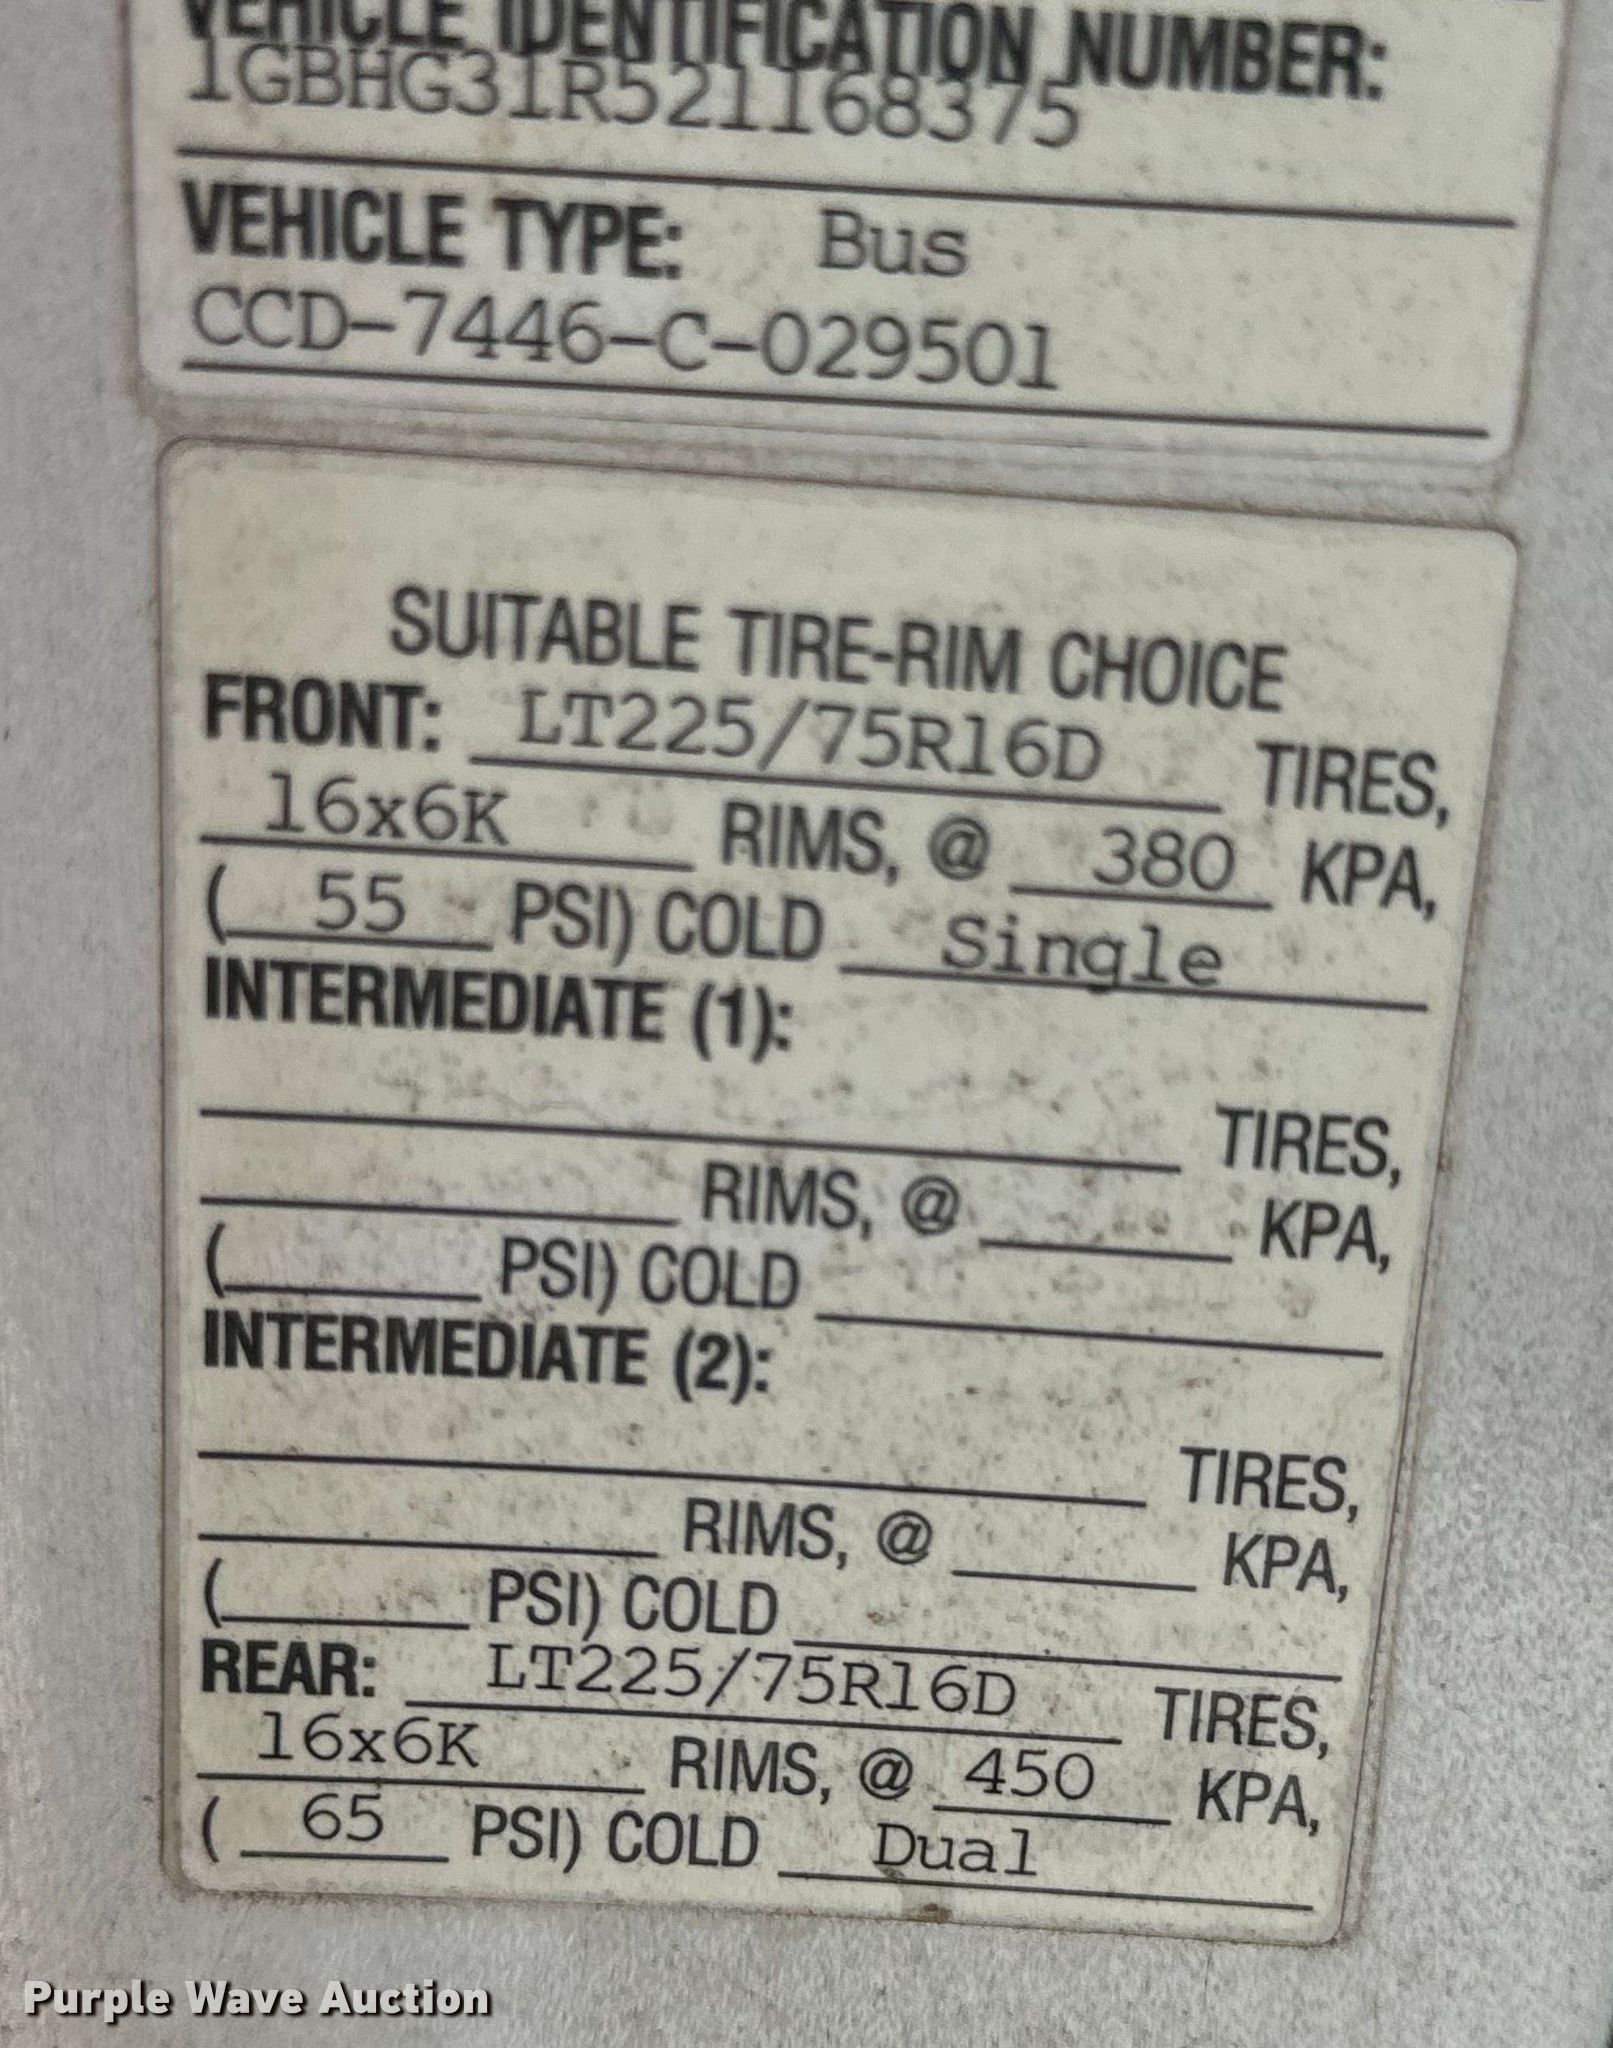 VEHICLE IDENTIFICATION NUMBER:
1GBHG31R521168375
VEHICLE TYPE: Bus
CCD-7446-C-029501
SUITABLE TIRE-RIM CHOICE
FRONT: LT225/75R16D TIRES,
16x6K RIMS, @ 380 KPA,
( 55 PSI) COLD Single
INTERMEDIATE (1):
TIRES,
RIMS, @ KPA,
( PSI) COLD
INTERMEDIATE (2):
TIRES,
RIMS, @ KPA,
( PSI) COLD
REAR: LT225/75R16D TIRES,
16x6K RIMS, @ 450 KPA,
( 65 PSI) COLD Dual
Purple Wave Auction